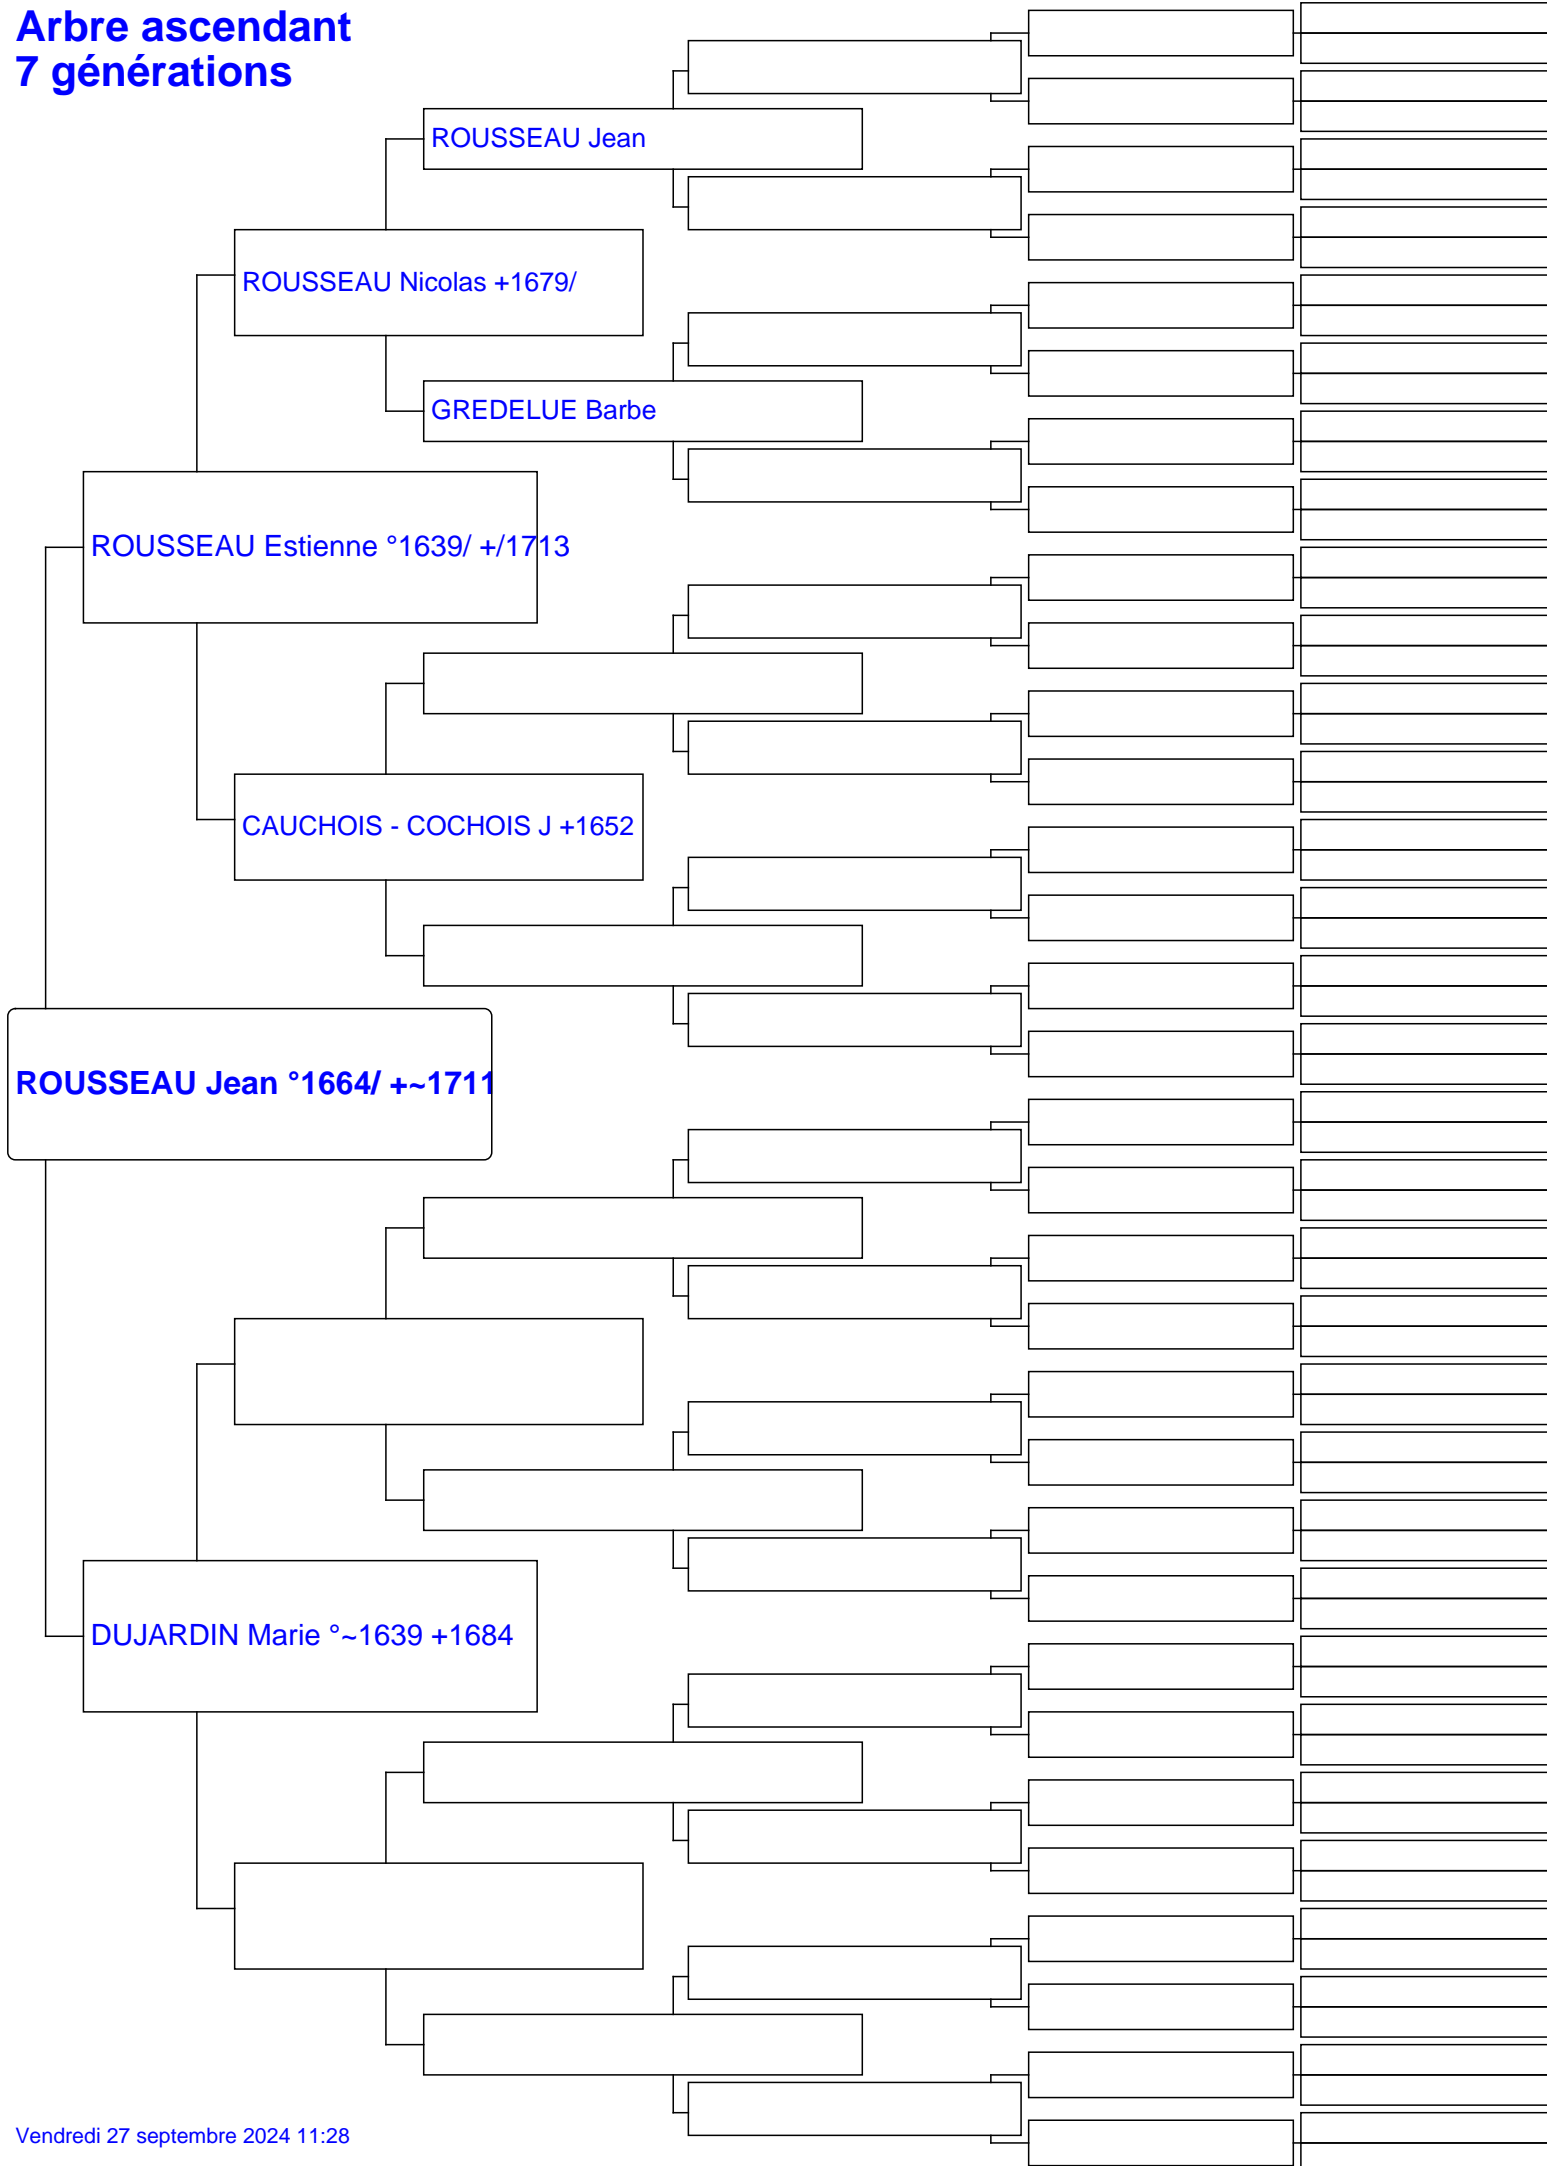 Arbre ascendant
7 générations
ROUSSEAU Jean
ROUSSEAU Nicolas +1679/
GREDELUE Barbe
ROUSSEAU Estienne °1639/ +/1713
CAUCHOIS - COCHOIS J +1652
ROUSSEAU Jean °1664/ +~1711
DUJARDIN Marie °~1639 +1684
Vendredi 27 septembre 2024 11:28